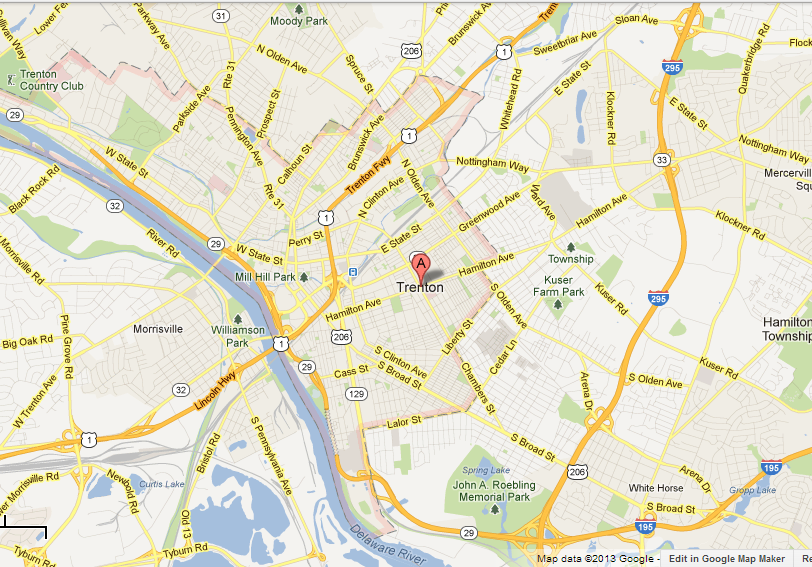 Lower Fe
Parkway Ave
31
Moody Park
Brunswick Ave
Sloan Ave
Quakerbridge Rd
Sullivan Way
206
1
Sweetbriar Ave
Flock
Rte 31
N Olden Ave
Spruce St
Princeton
Trenton
Country Club
Whitehead Rd
E State St
295
Parkside Ave
Prospect St
Klockner Rd
E State St
29
Pennington Ave
Brunswick Ave
1
Nottingham Way
W State St
Calhoun St
Trenton Fwy
N Olden Ave
Nottingham Way
33
Mercerville
Squ
Black Rock Rd
32
Rte 31
N Clinton Ave
Ward Ave
Greenwood Ave
Hamilton Ave
Klockner Rd
1
Morrisville Rd
River Rd
29
W State St
Perry St
E State St
Hamilton Ave
Township
Mill Hill Park
A
Trenton
Kuser
Farm Park
Kuser Rd
295
Morrisville
Williamson
Park
Hamilton Ave
S Olden Ave
Hamilton
Township
Big Oak Rd
Pine Grove Rd
1
206
Liberty St
29
S Clinton Ave
Cedar Ln
Kuser Rd
Cass St
S Broad St
Chambers St
Arena Dr
S Olden Ave
W Trenton Ave
32
Lincoln Hwy
129
Lalor St
S Broad St
1
S Pennsylvania Ave
Bristol Rd
206
195
Spring Lake
Arena Dr
Lower Morrisville Rd
Newbold Rd
Curtis Lake
John A. Roebling
Memorial Park
White Horse
Gropp Lake
Old 13
S Broad St
Tyburn Rd
Tyburn Rd
Delaware River
29
195
Map data ©2013 Google - Edit in Google Map Maker